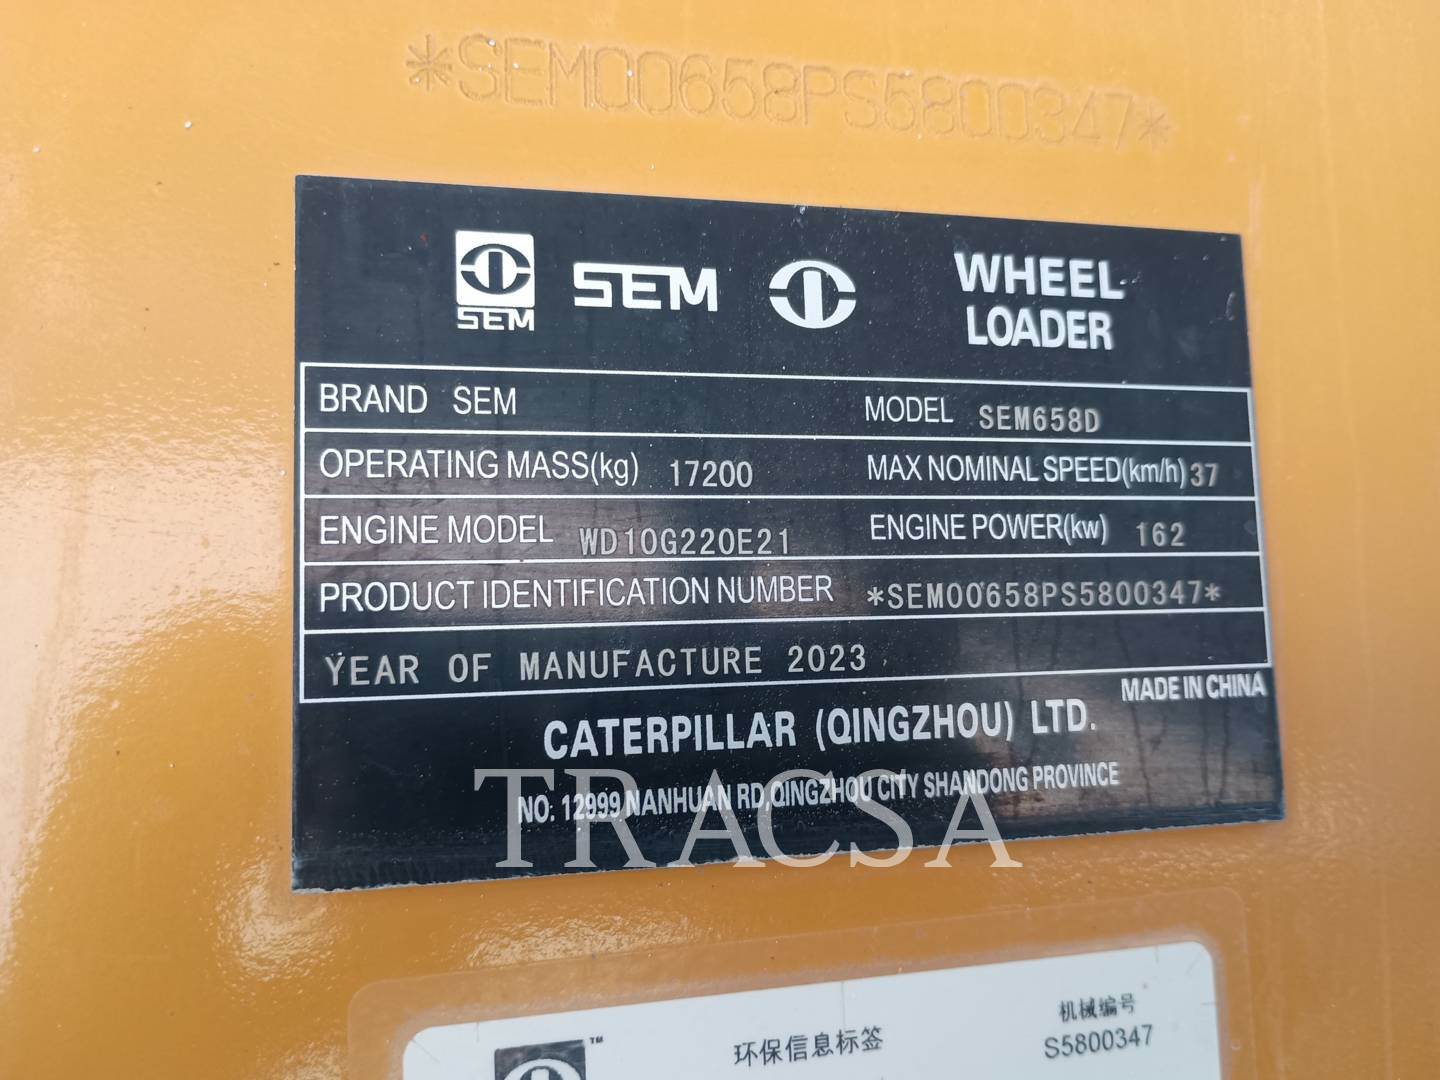 *SEM00658PS5800347*
SEM
SEM
WHEEL
LOADER
BRAND SEM
MODEL SEM658D
OPERATING MASS(kg) 17200
MAX NOMINAL SPEED(km/h) 37
ENGINE MODEL WD10G220E21
ENGINE POWER(kw) 162
PRODUCT IDENTIFICATION NUMBER *SEM00658PS5800347*
YEAR OF MANUFACTURE 2023
MADE IN CHINA
CATERPILLAR (QINGZHOU) LTD.
NO: 12999 NANHUAN RD,QINGZHOU CITY SHANDONG PROVINCE
TRACSA
机械编号
环保信息标签
S5800347
TM